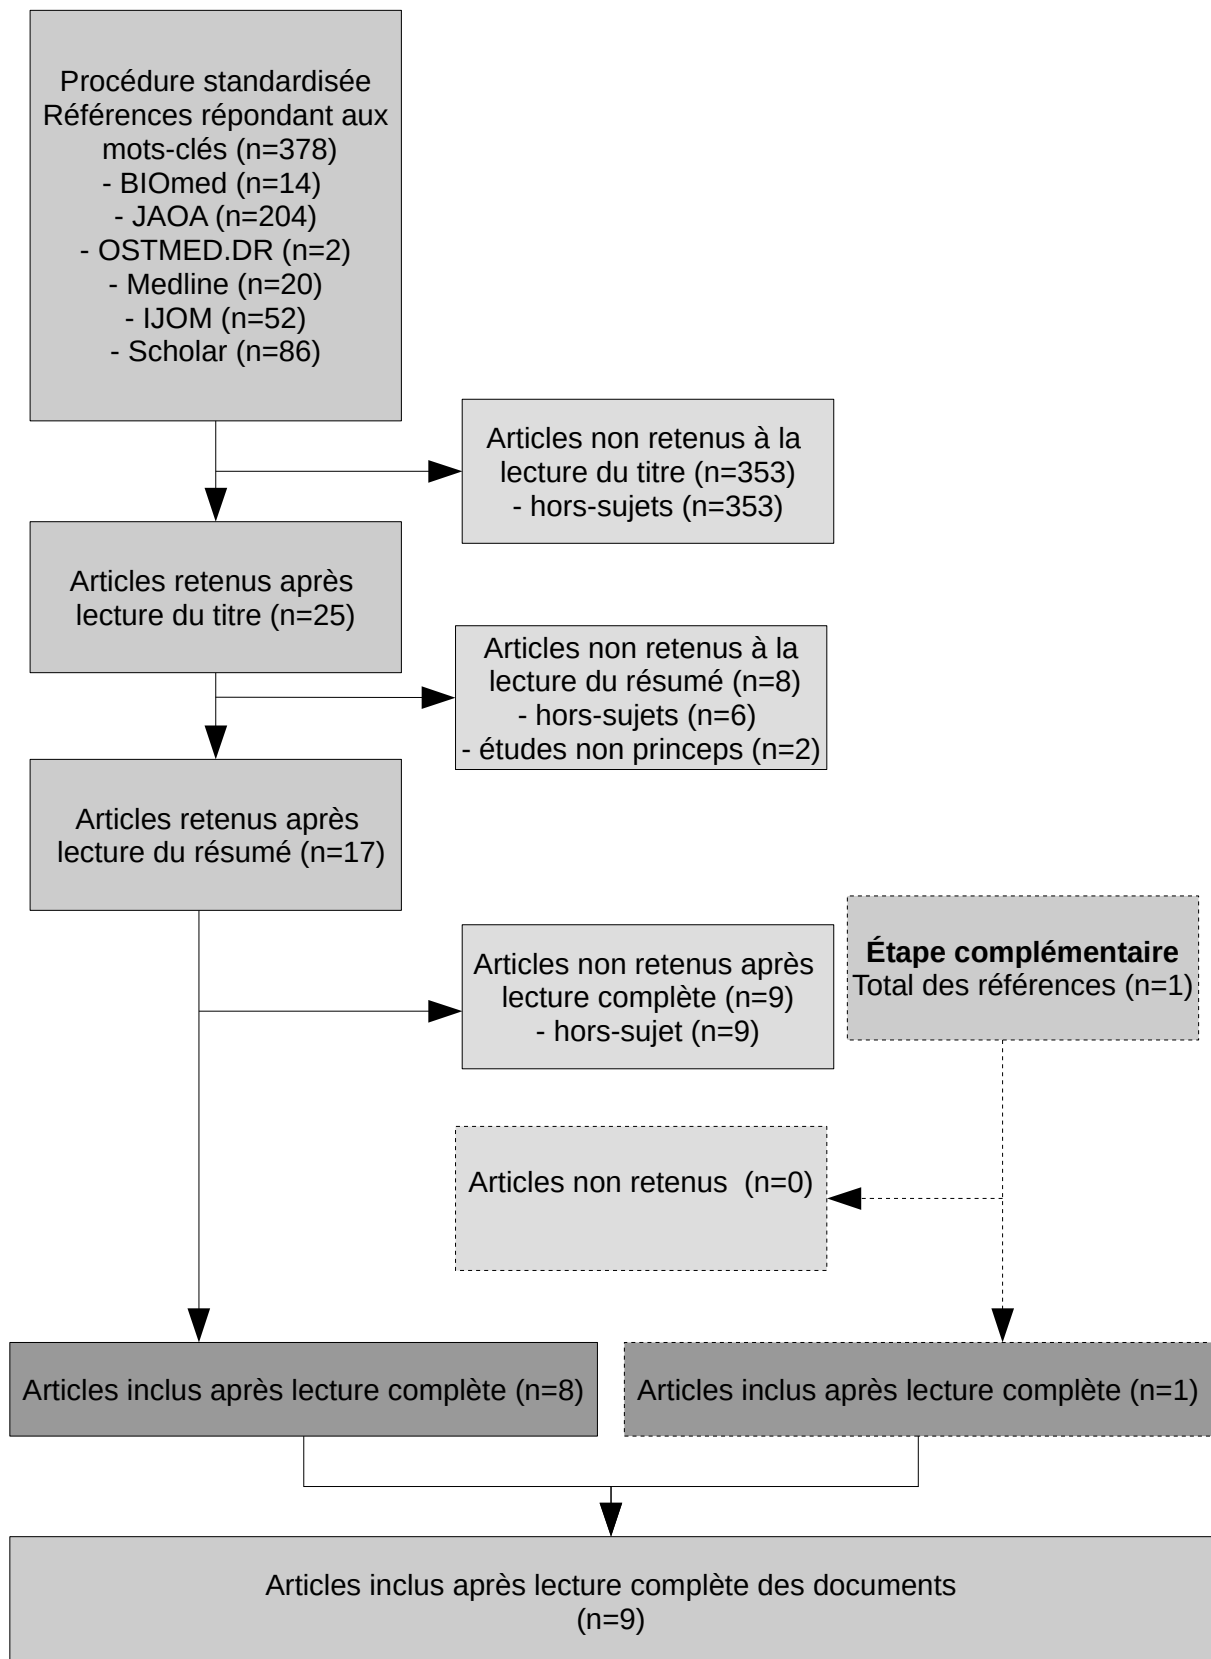 Procédure standardisée
Références répondant aux
mots-clés (n=378)
- BIOmed (n=14)
- JAOA (n=204)
- OSTMED.DR (n=2)
- Medline (n=20)
- IJOM (n=52)
- Scholar (n=86)
Articles non retenus à la
lecture du titre (n=353)
- hors-sujets (n=353)
Articles retenus après
lecture du titre (n=25)
Articles non retenus à la
lecture du résumé (n=8)
- hors-sujets (n=6)
- études non princeps (n=2)
Articles retenus après
lecture du résumé (n=17)
Articles non retenus après
lecture complète (n=9)
- hors-sujet (n=9)
Étape complémentaire
Total des références (n=1)
Articles non retenus  (n=0)
Articles inclus après lecture complète (n=8)
Articles inclus après lecture complète (n=1)
Articles inclus après lecture complète des documents
(n=9)